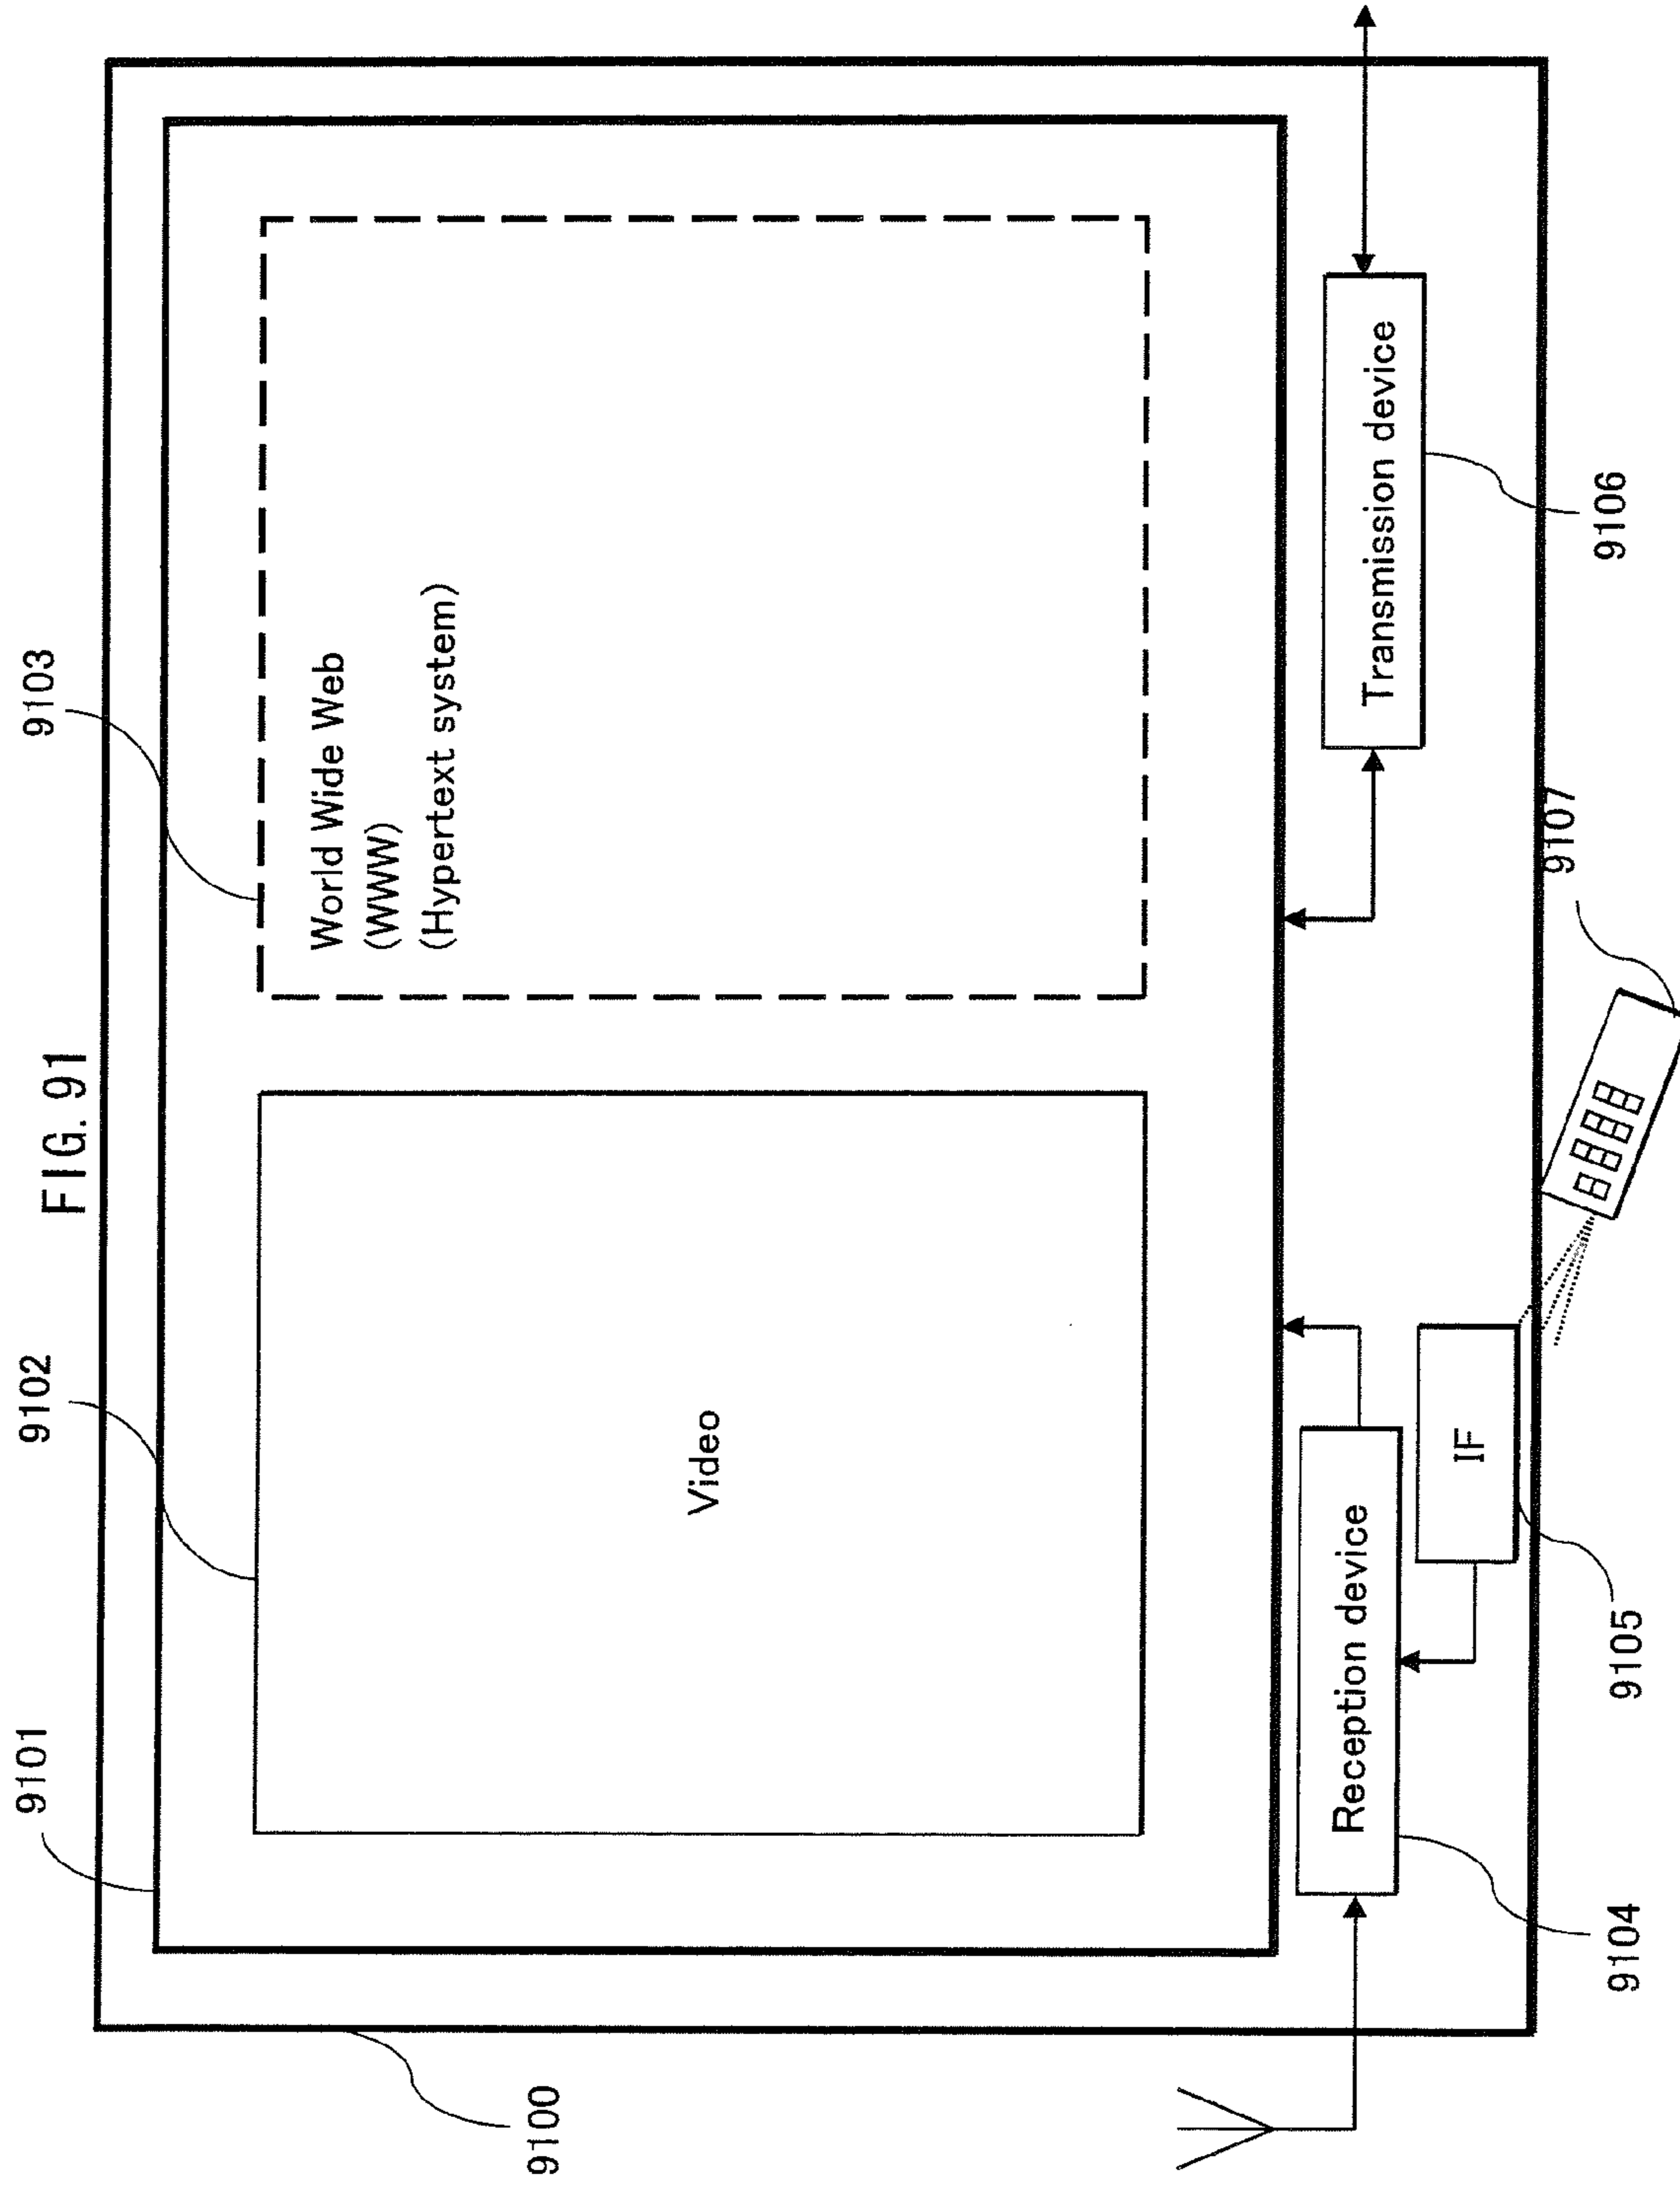 FIG. 91
9100
9101
9102
9103
Video
World Wide Web
(WWW)
(Hypertext system)
Reception device
IF
Transmission device
9104
9105
9107
9106